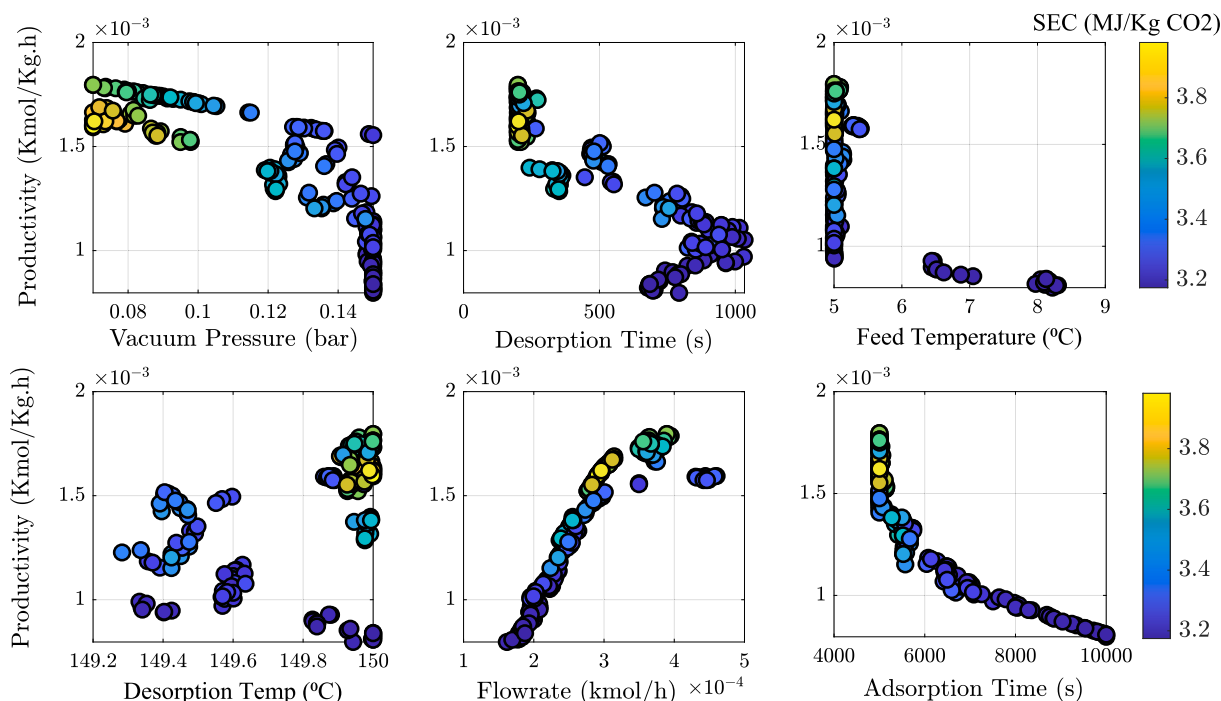 SEC (MJ/Kg CO2)
×10⁻³ ×10⁻³ ×10⁻³
Productivity (Kmol/Kg.h)
2 1.5 1
0.08 0.1 0.12 0.14
Vacuum Pressure (bar)
2 1.5 1
0 500 1000
Desorption Time (s)
2 1.5 1
5 6 7 8 9
Feed Temperature (ºC)
3.8 3.6 3.4 3.2
×10⁻³ ×10⁻³ ×10⁻³
Productivity (Kmol/Kg.h)
2 1.5 1
149.2 149.4 149.6 149.8 150
Desorption Temp (ºC)
2 1.5 1
1 2 3 4 5
Flowrate (kmol/h) ×10⁻⁴
2 1.5 1
4000 6000 8000 10000
Adsorption Time (s)
3.8 3.6 3.4 3.2